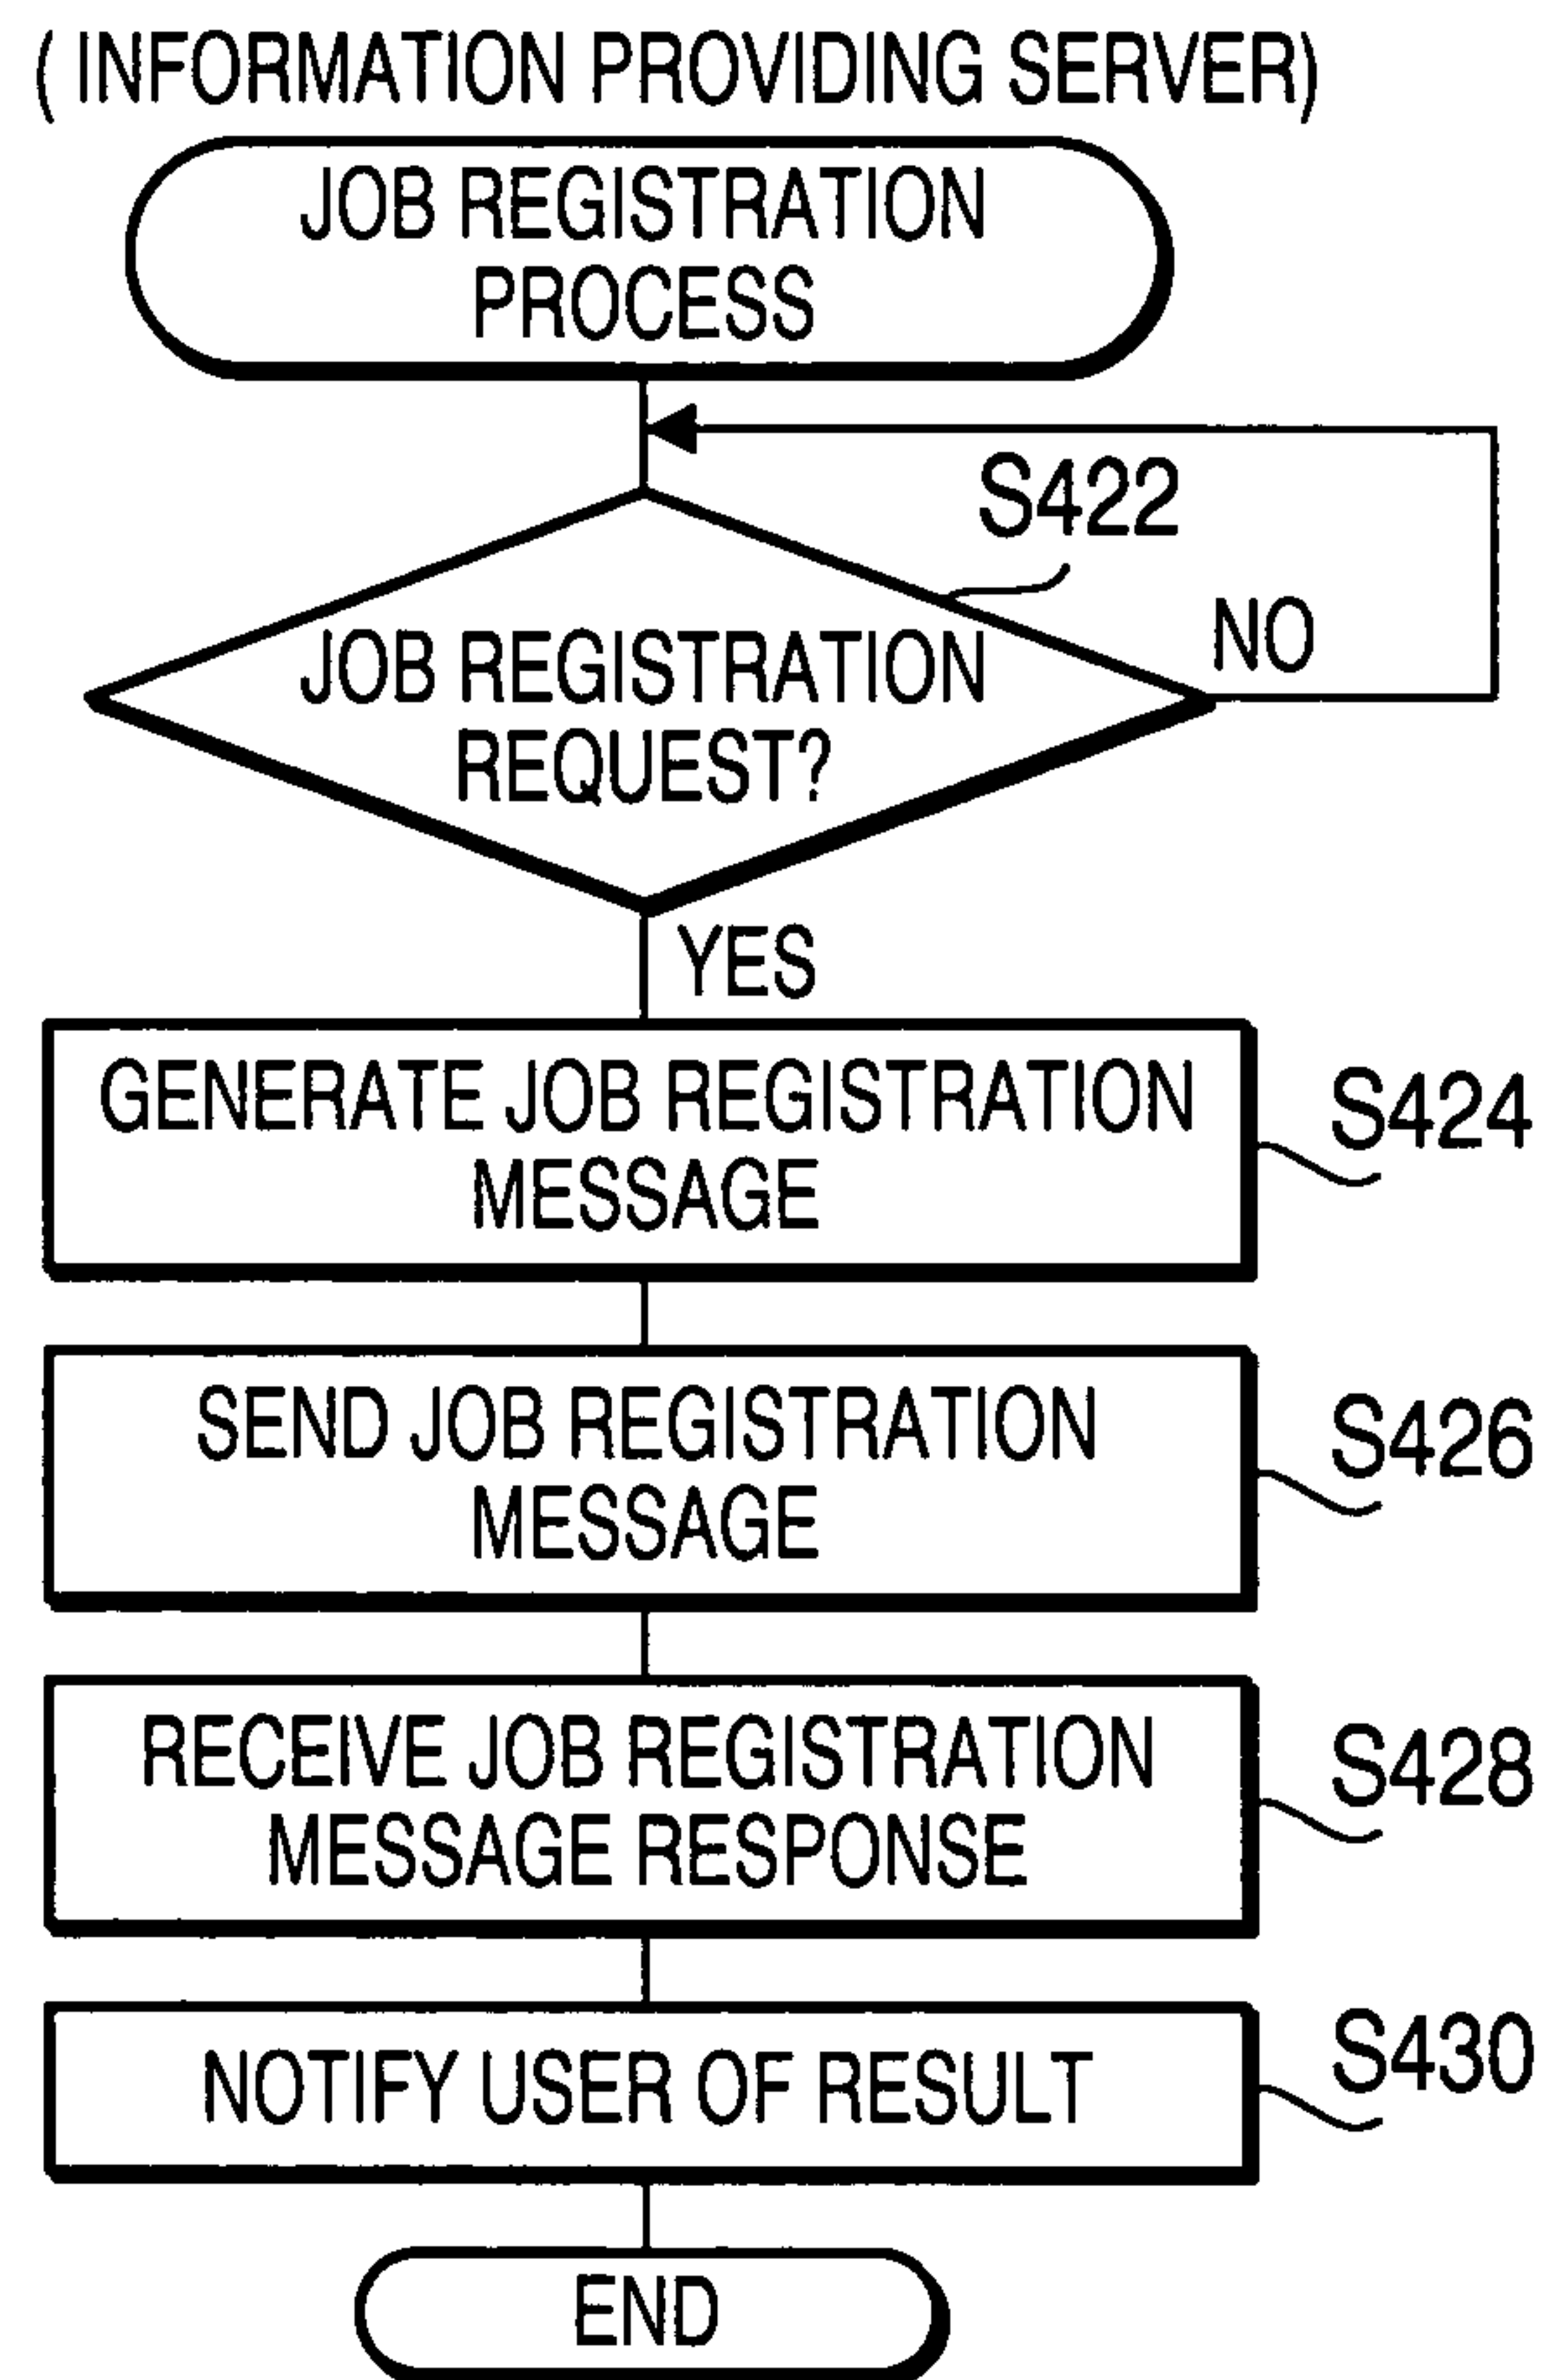 ( INFORMATION PROVIDING SERVER)
JOB REGISTRATION
PROCESS
S422
NO
JOB REGISTRATION
REQUEST?
YES
GENERATE JOB REGISTRATION
MESSAGE
S424
SEND JOB REGISTRATION
MESSAGE
S426
RECEIVE JOB REGISTRATION
MESSAGE RESPONSE
S428
NOTIFY USER OF RESULT
S430
END